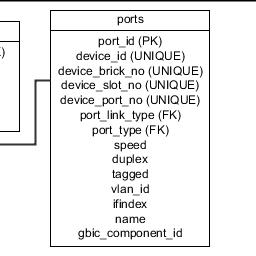 ports
port_id (PK)
device_id (UNIQUE)
device_brick_no (UNIQUE)
device_slot_no (UNIQUE)
device_port_no (UNIQUE)
port_link_type (FK)
port_type (FK)
speed
duplex
tagged
vlan_id
ifindex
name
gbic_component_id